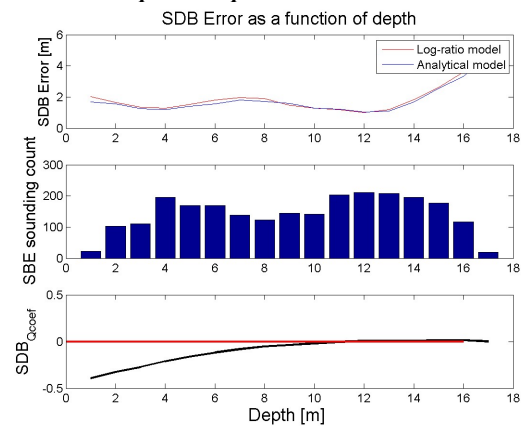 SDB Error as a function of depth
SDB Error [m]
6
4
2
0
0 2 4 6 8 10 12 14 16 18
Log-ratio model
Analytical model
SBE sounding count
300
200
100
0
0 2 4 6 8 10 12 14 16 18
SDB Qcoef
0.5
0
-0.5
0 2 4 6 8 10 12 14 16 18
Depth [m]